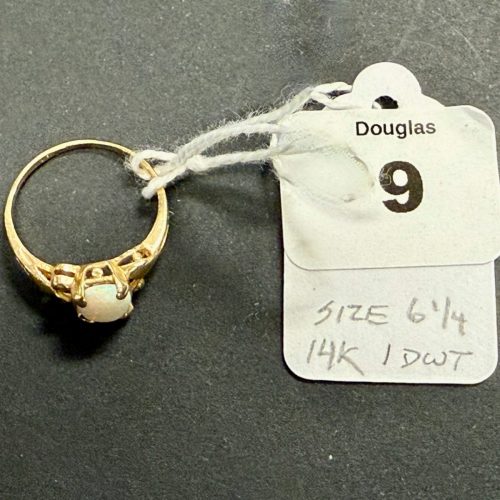 Douglas
9
SIZE 6 1/4
14K 1 DWT